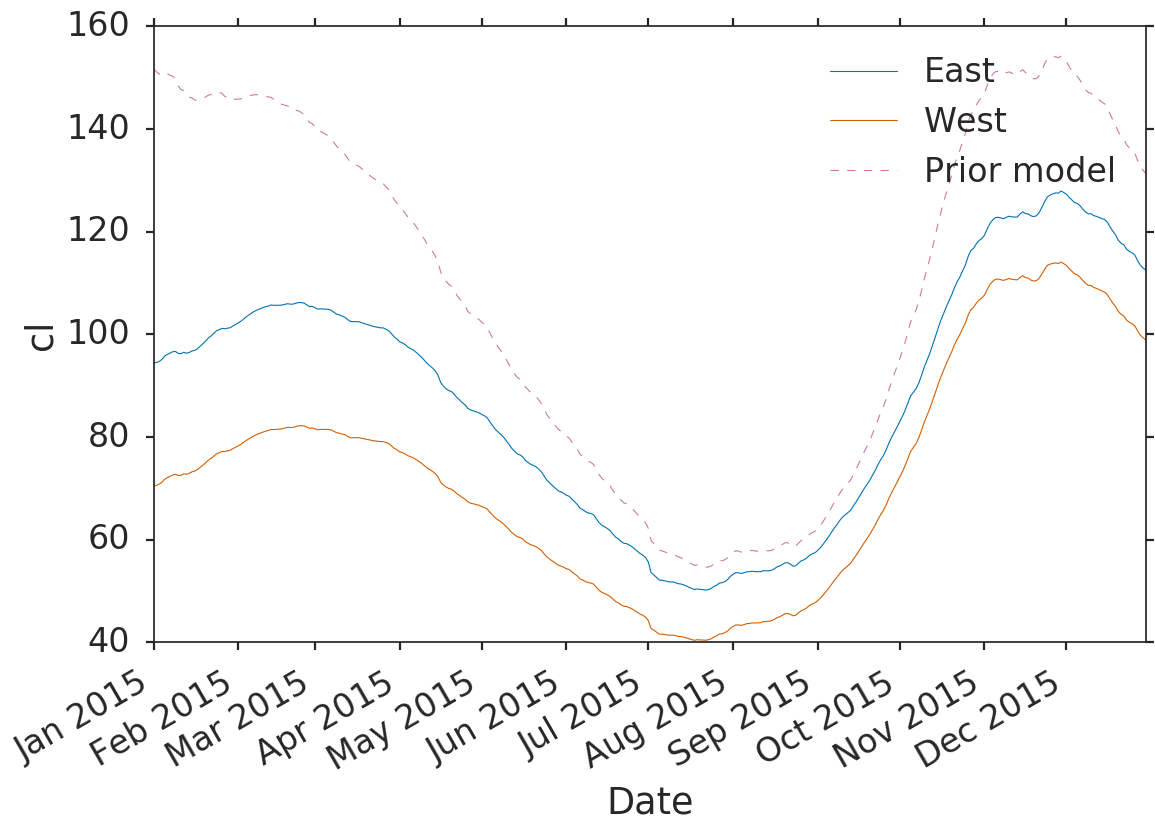 160
140
120
100
80
60
40
cl
East
West
Prior model
Jan 2015
Feb 2015
Mar 2015
Apr 2015
May 2015
Jun 2015
Jul 2015
Aug 2015
Sep 2015
Oct 2015
Nov 2015
Dec 2015
Date